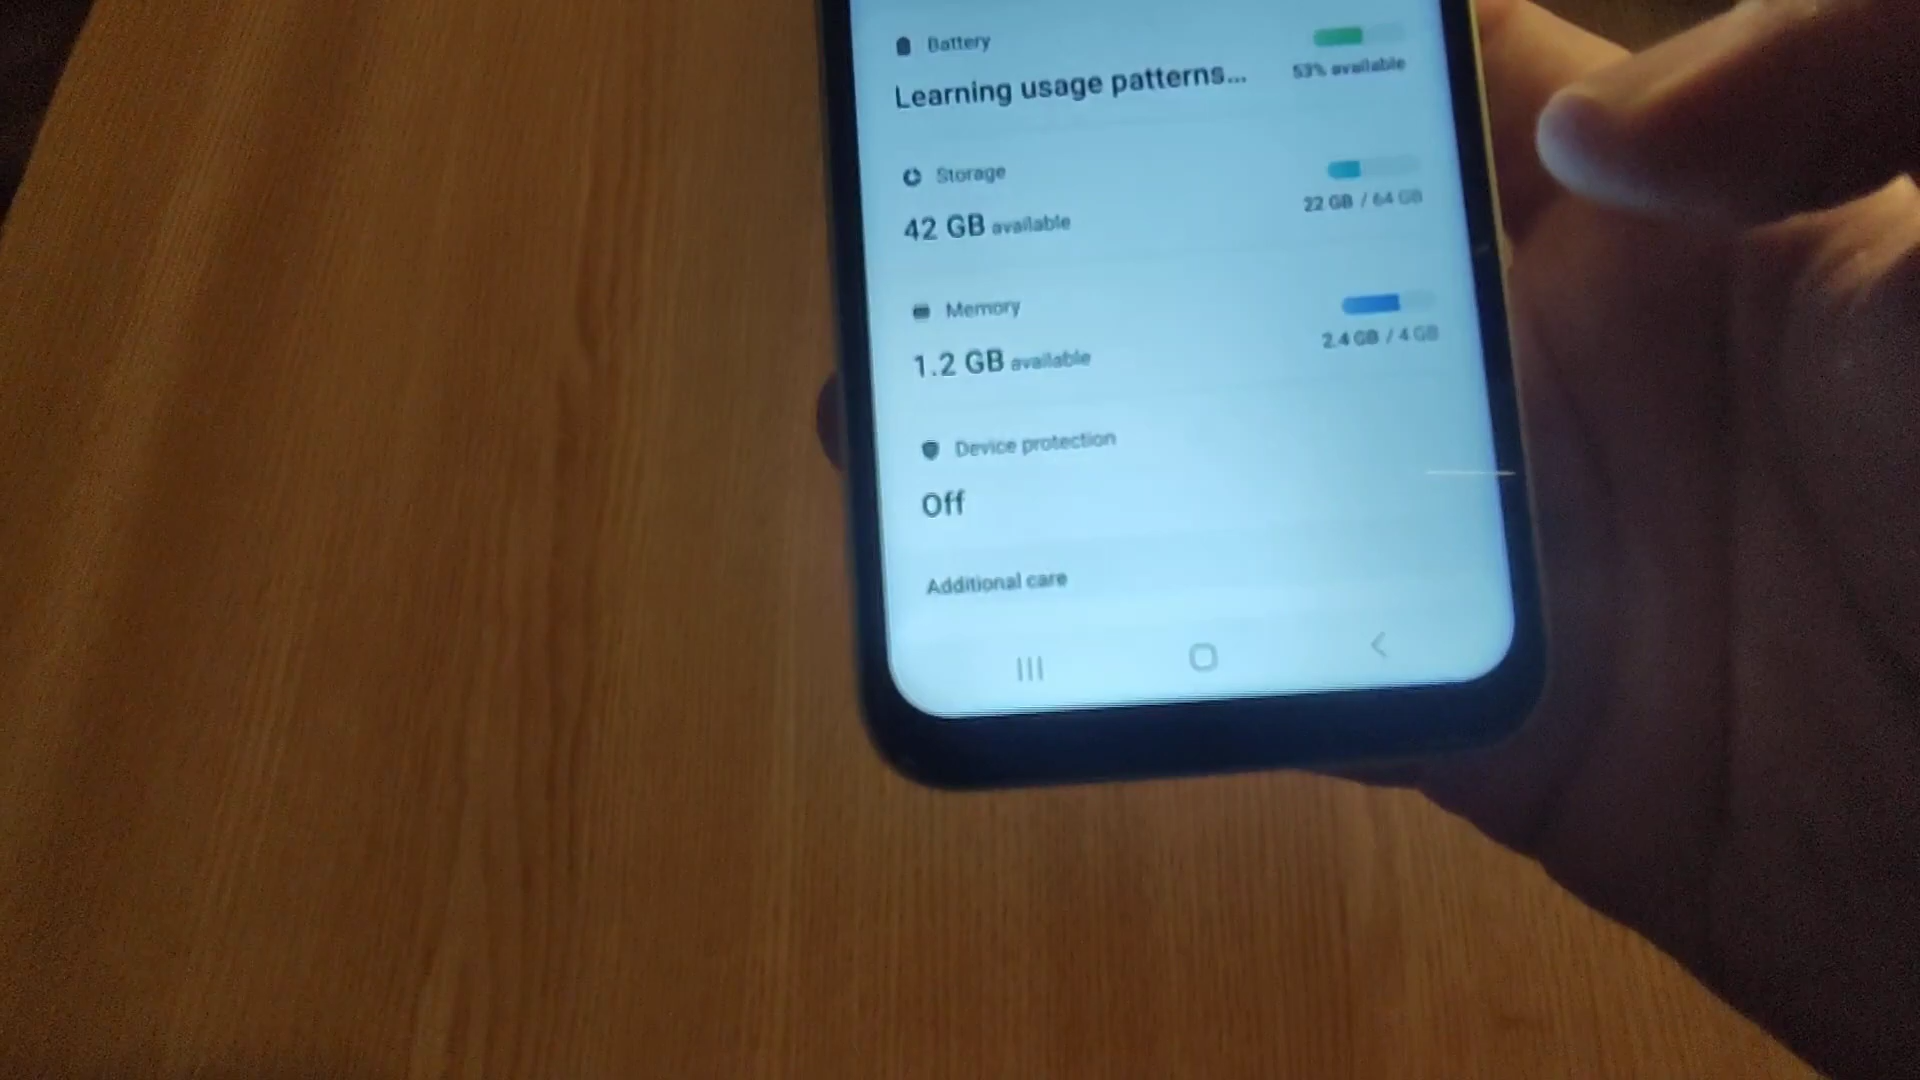 Battery
Learning usage patterns...
53% available
Storage
42 GB available
22 GB / 64 GB
Memory
1.2 GB available
2.4 GB / 4 GB
Device protection
Off
Additional care